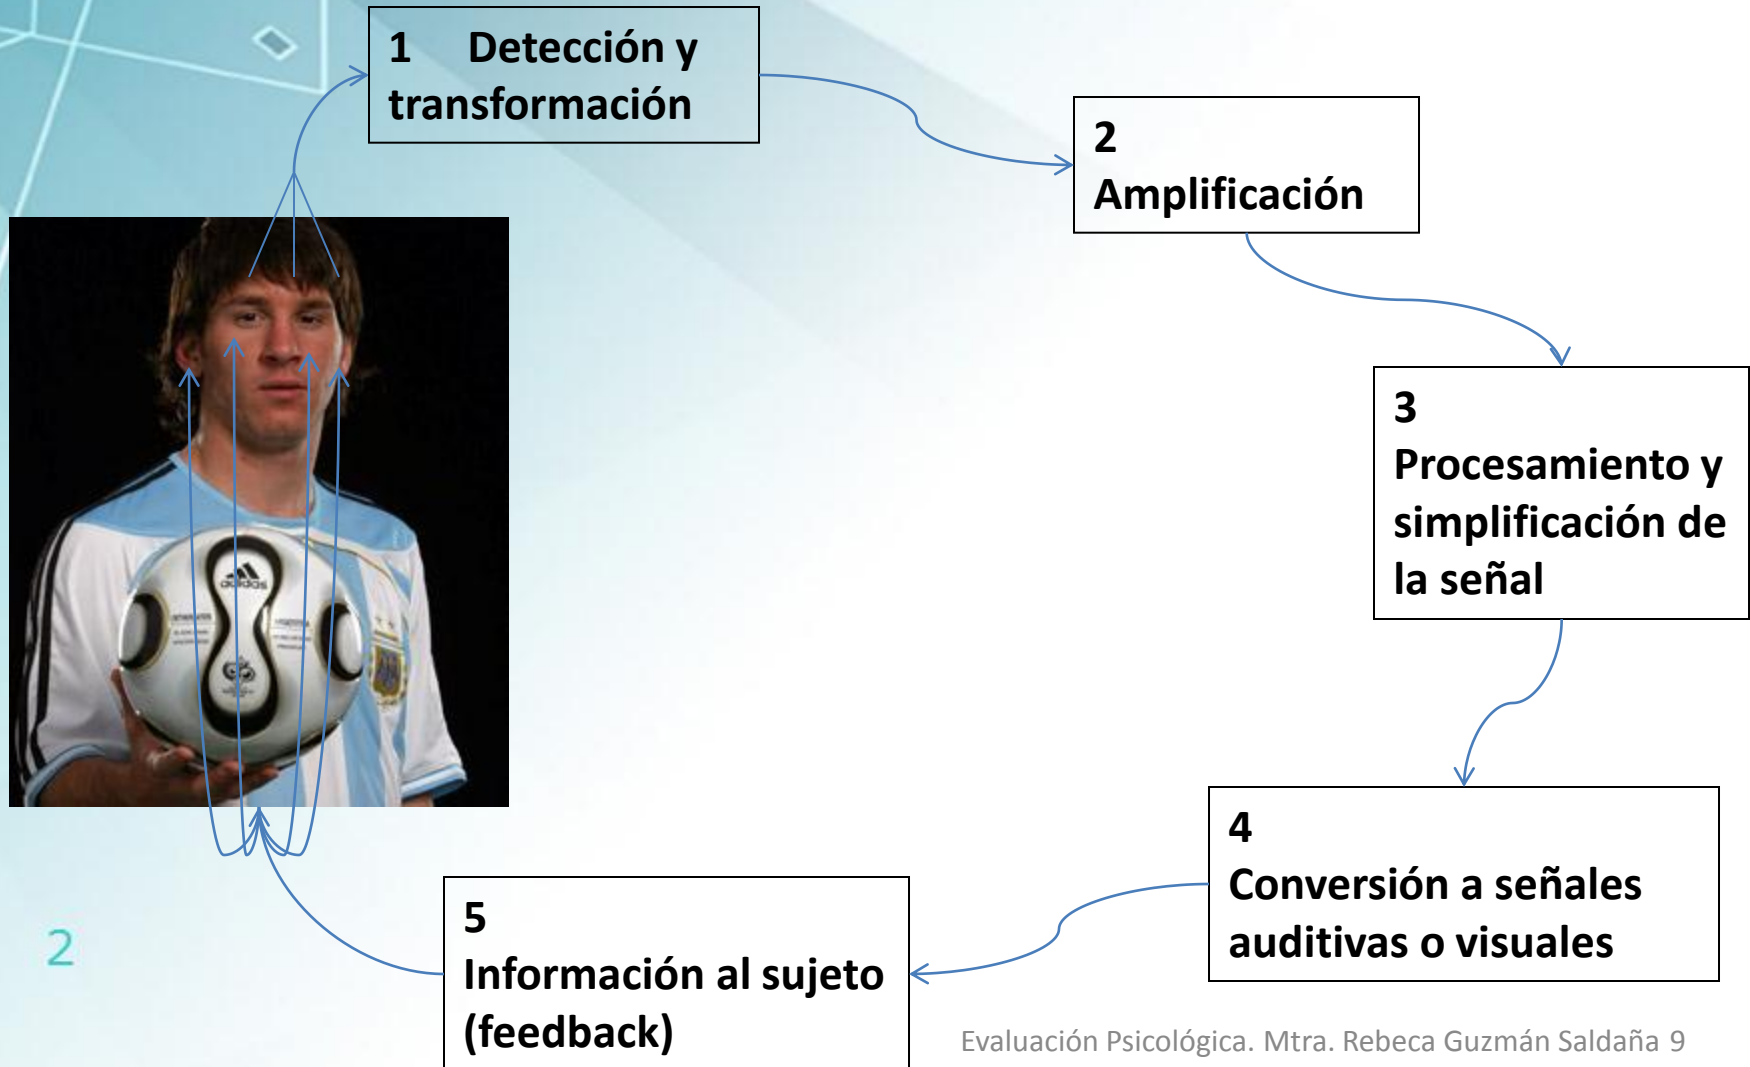 1 Detección y
transformación
2
Amplificación
3
Procesamiento y
simplificación de
la señal
4
Conversión a señales
auditivas o visuales
5
Información al sujeto
(feedback)
adidas
2
Evaluación Psicológica. Mtra. Rebeca Guzmán Saldaña 9